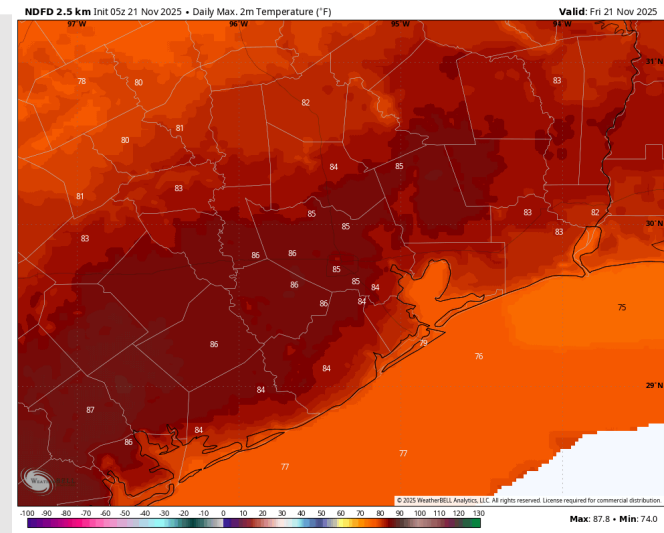 NDFD 2.5 km Init 05z 21 Nov 2025 • Daily Max. 2m Temperature (°F)
Valid: Fri 21 Nov 2025
97°W 96°W 95°W 94°W
31°N
78 80 83
82
81
80
84 85
83
81
85 83 82
30°N
85 83
83
86 86
85
86 85 84
86 84
75
86 79
76
84
29°N
84
87
84
86
77
77
© 2025 WeatherBELL Analytics, LLC. All rights reserved. License required for commercial distribution.
-100 -90 -80 -70 -60 -50 -40 -30 -20 -10 0 10 20 30 40 50 60 70 80 90 100 110 120 130
Max: 87.8 • Min: 74.0